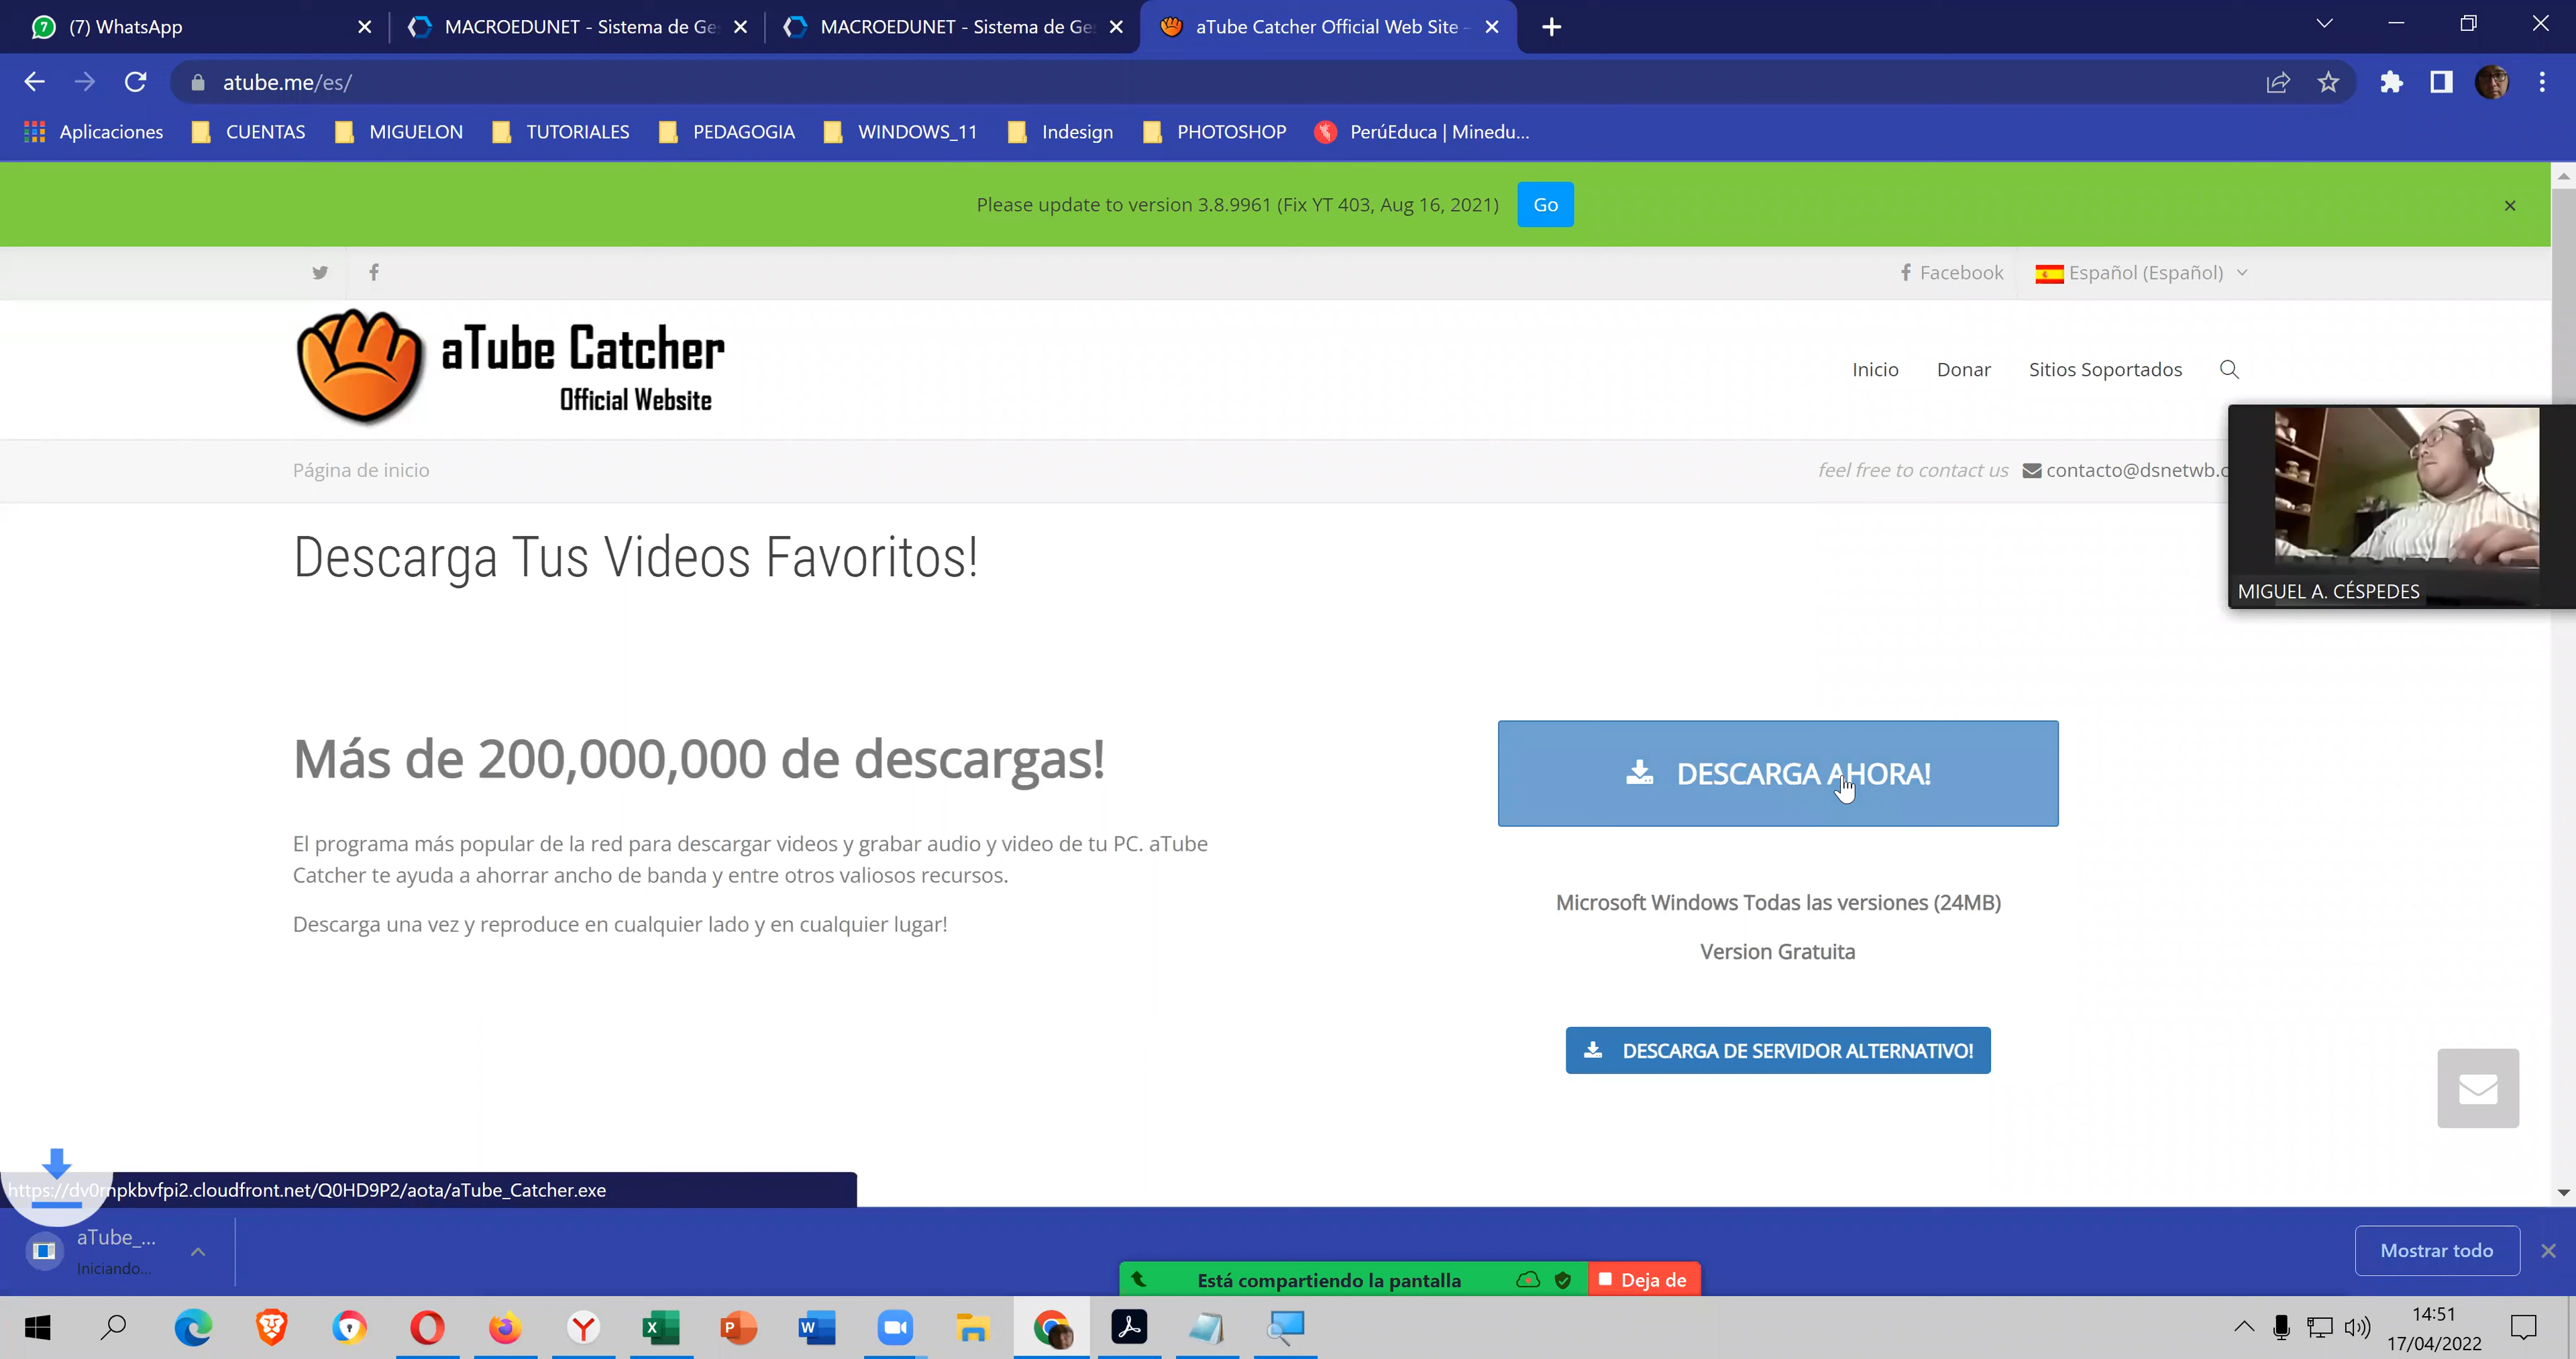 7 (7) WhatsApp
MACROEDUNET - Sistema de Ges
MACROEDUNET - Sistema de Ges
aTube Catcher Official Web Site -
atube.me/es/
Aplicaciones CUENTAS MIGUELON TUTORIALES PEDAGOGIA WINDOWS_11 Indesign PHOTOSHOP PerúEduca | Minedu...
Please update to version 3.8.9961 (Fix YT 403, Aug 16, 2021) Go
Facebook Español (Español)
aTube Catcher
Official Website
Inicio Donar Sitios Soportados
Página de inicio
feel free to contact us contacto@dsnetwb.c
MIGUEL A. CÉSPEDES
Descarga Tus Videos Favoritos!
Más de 200,000,000 de descargas!
El programa más popular de la red para descargar videos y grabar audio y video de tu PC. aTube
Catcher te ayuda a ahorrar ancho de banda y entre otros valiosos recursos.
Descarga una vez y reproduce en cualquier lado y en cualquier lugar!
DESCARGA AHORA!
Microsoft Windows Todas las versiones (24MB)
Version Gratuita
DESCARGA DE SERVIDOR ALTERNATIVO!
https://dv0rnpkbvfpi2.cloudfront.net/Q0HD9P2/aota/aTube_Catcher.exe
aTube_...
Iniciando...
Mostrar todo
Está compartiendo la pantalla Deja de
14:51
17/04/2022